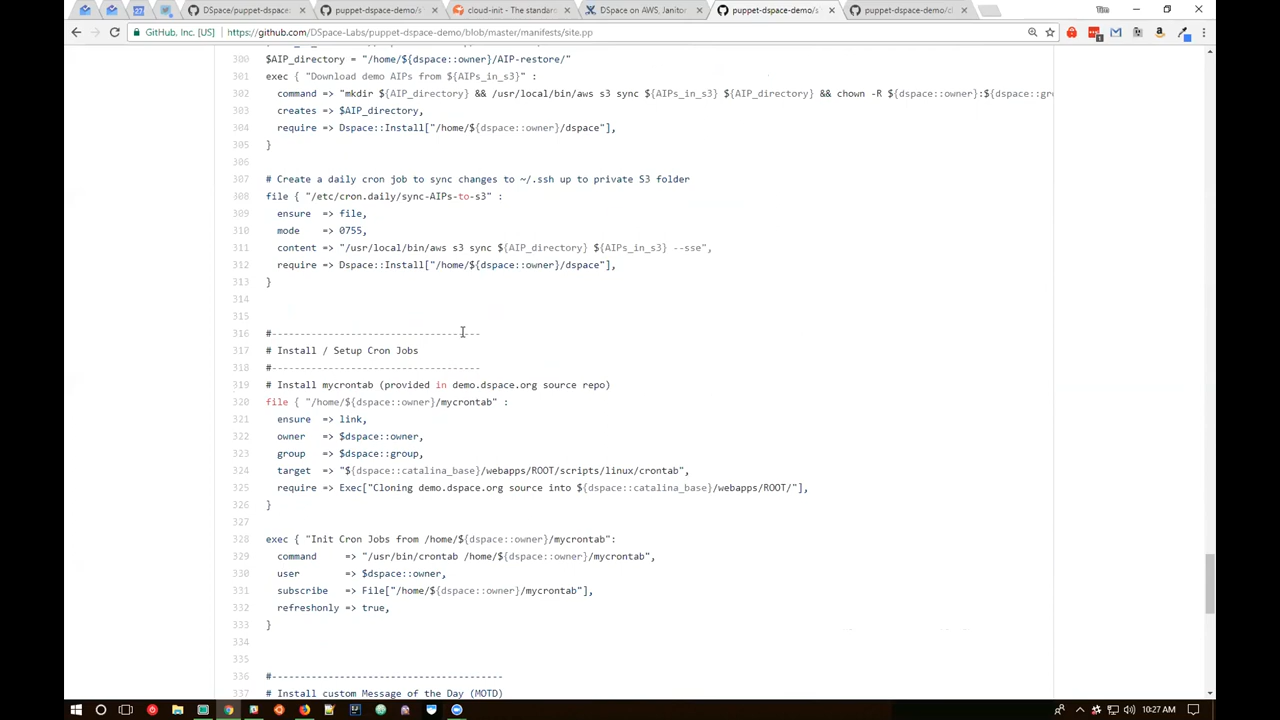 DSpace/puppet-dspace:
puppet-dspace-demo/s
cloud-init - The standar
DSpace on AWS, Janitor
puppet-dspace-demo/s
puppet-dspace-demo/cl
Tim
GitHub, Inc. [US]
https://github.com/DSpace-Labs/puppet-dspace-demo/blob/master/manifests/site.pp
300 $AIP_directory = "/home/${dspace::owner}/AIP-restore/"
301 exec { "Download demo AIPs from ${AIPs_in_s3}" :
302 command => "mkdir ${AIP_directory} && /usr/local/bin/aws s3 sync ${AIPs_in_s3} ${AIP_directory} && chown -R ${dspace::owner}:${dspace::gro
303 creates => $AIP_directory,
304 require => Dspace::Install["/home/${dspace::owner}/dspace"],
305 }
306
307 # Create a daily cron job to sync changes to ~/.ssh up to private S3 folder
308 file { "/etc/cron.daily/sync-AIPs-to-s3" :
309 ensure => file,
310 mode => 0755,
311 content => "/usr/local/bin/aws s3 sync ${AIP_directory} ${AIPs_in_s3} --sse",
312 require => Dspace::Install["/home/${dspace::owner}/dspace"],
313 }
314
315
316 #-------------------------------------
317 # Install / Setup Cron Jobs
318 #-------------------------------------
319 # Install mycrontab (provided in demo.dspace.org source repo)
320 file { "/home/${dspace::owner}/mycrontab" :
321 ensure => link,
322 owner => $dspace::owner,
323 group => $dspace::group,
324 target => "${dspace::catalina_base}/webapps/ROOT/scripts/linux/crontab",
325 require => Exec["Cloning demo.dspace.org source into ${dspace::catalina_base}/webapps/ROOT/"],
326 }
327
328 exec { "Init Cron Jobs from /home/${dspace::owner}/mycrontab":
329 command => "/usr/bin/crontab /home/${dspace::owner}/mycrontab",
330 user => $dspace::owner,
331 subscribe => File["/home/${dspace::owner}/mycrontab"],
332 refreshonly => true,
333 }
334
335
336 #-----------------------------------------
337 # Install custom Message of the Day (MOTD)
10:27 AM